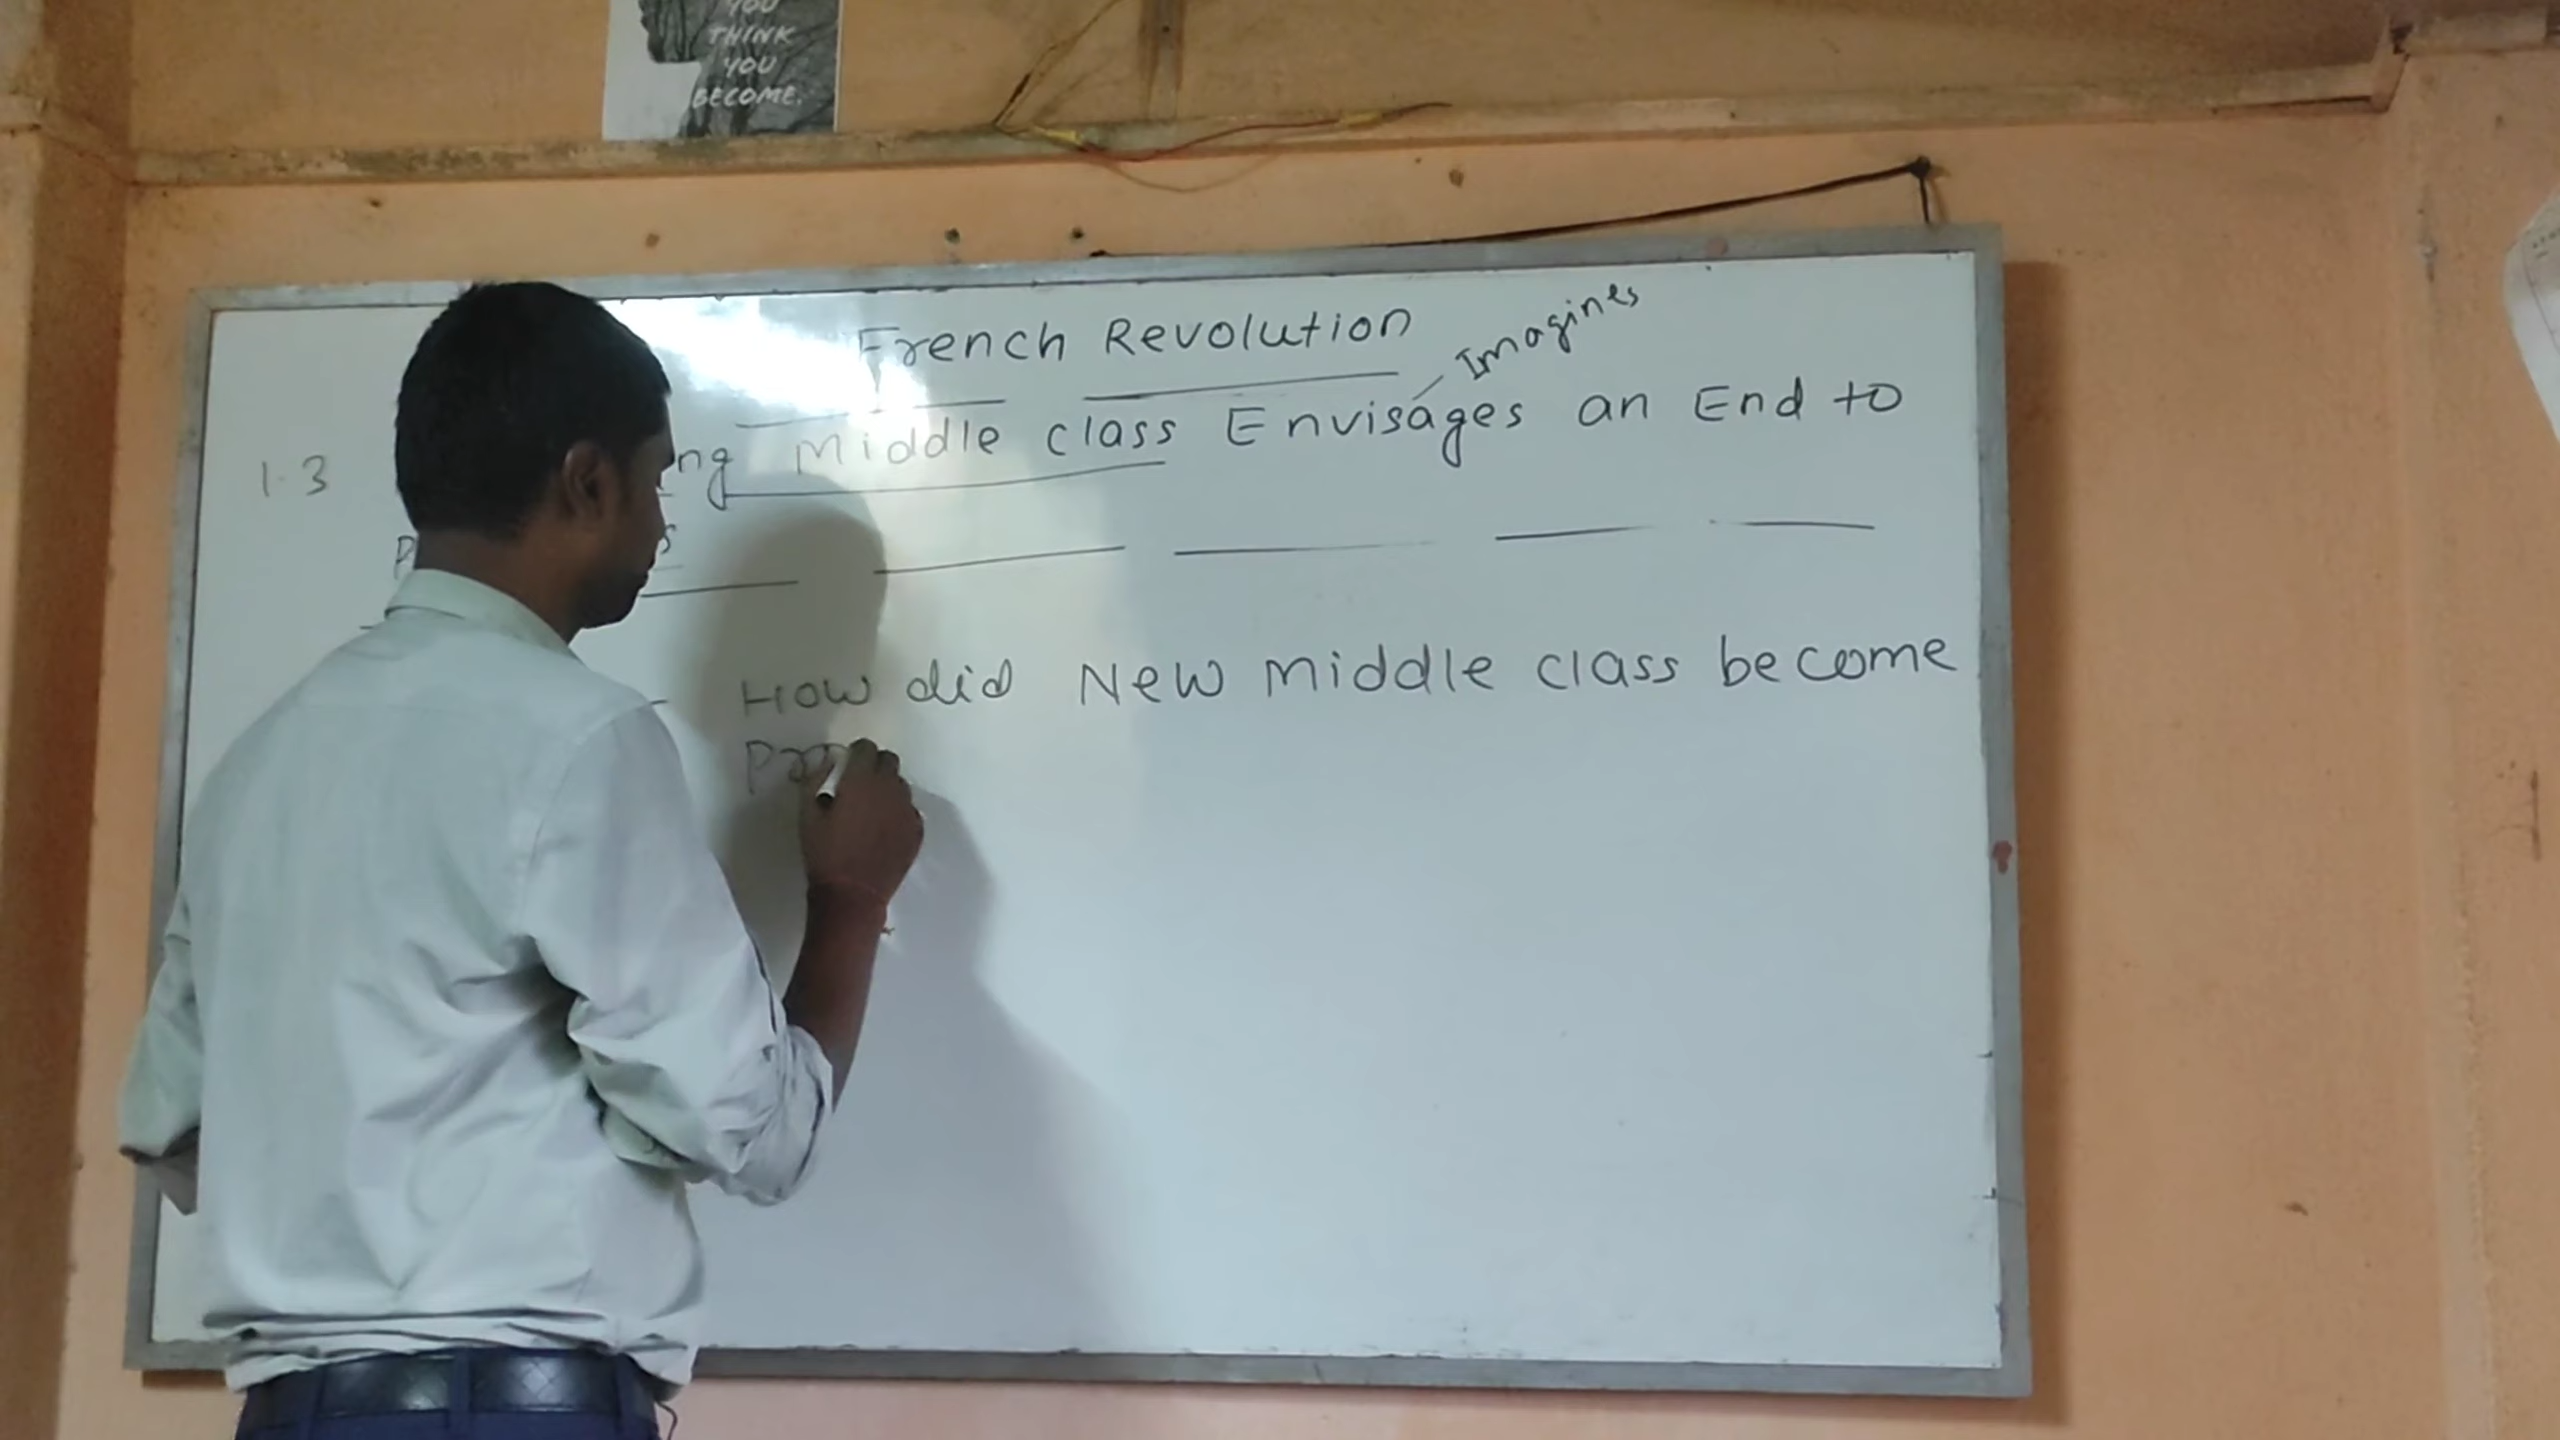 YOU
THINK
YOU
BECOME.
French Revolution
Imagines
1.3 Middle class Envisages an End to
How did New middle class become